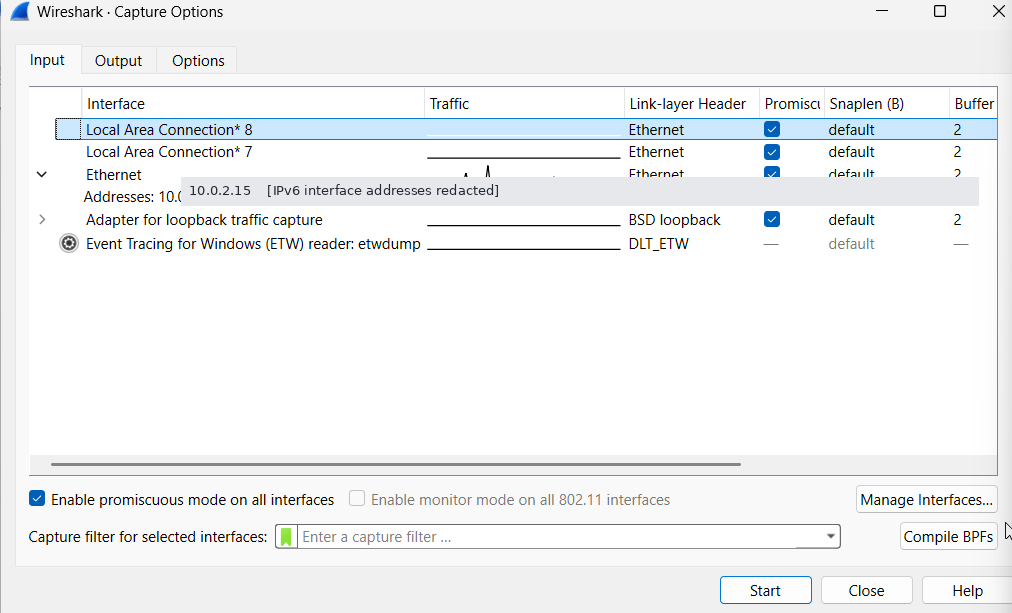 Wireshark · Capture Options
Input Output Options
Interface Traffic Link-layer Header Promiscu Snaplen (B) Buffer
Local Area Connection* 8 Ethernet default 2
Local Area Connection* 7 Ethernet default 2
Ethernet Ethernet default 2
Addresses: 10.0 10.0.2.15 [IPv6 interface addresses redacted]
Adapter for loopback traffic capture BSD loopback default 2
Event Tracing for Windows (ETW) reader: etwdump DLT_ETW — default —
Enable promiscuous mode on all interfaces Enable monitor mode on all 802.11 interfaces Manage Interfaces...
Capture filter for selected interfaces: Enter a capture filter ... Compile BPFs
Start Close Help